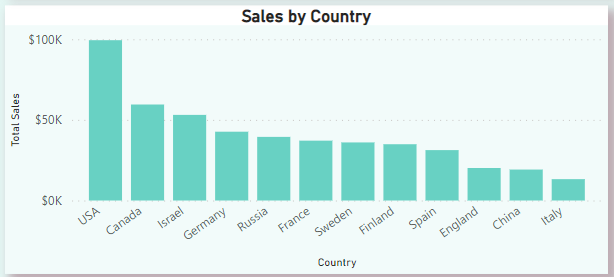 Sales by Country
$100K
$50K
$0K
Total Sales
USA
Canada
Israel
Germany
Russia
France
Sweden
Finland
Spain
England
China
Italy
Country